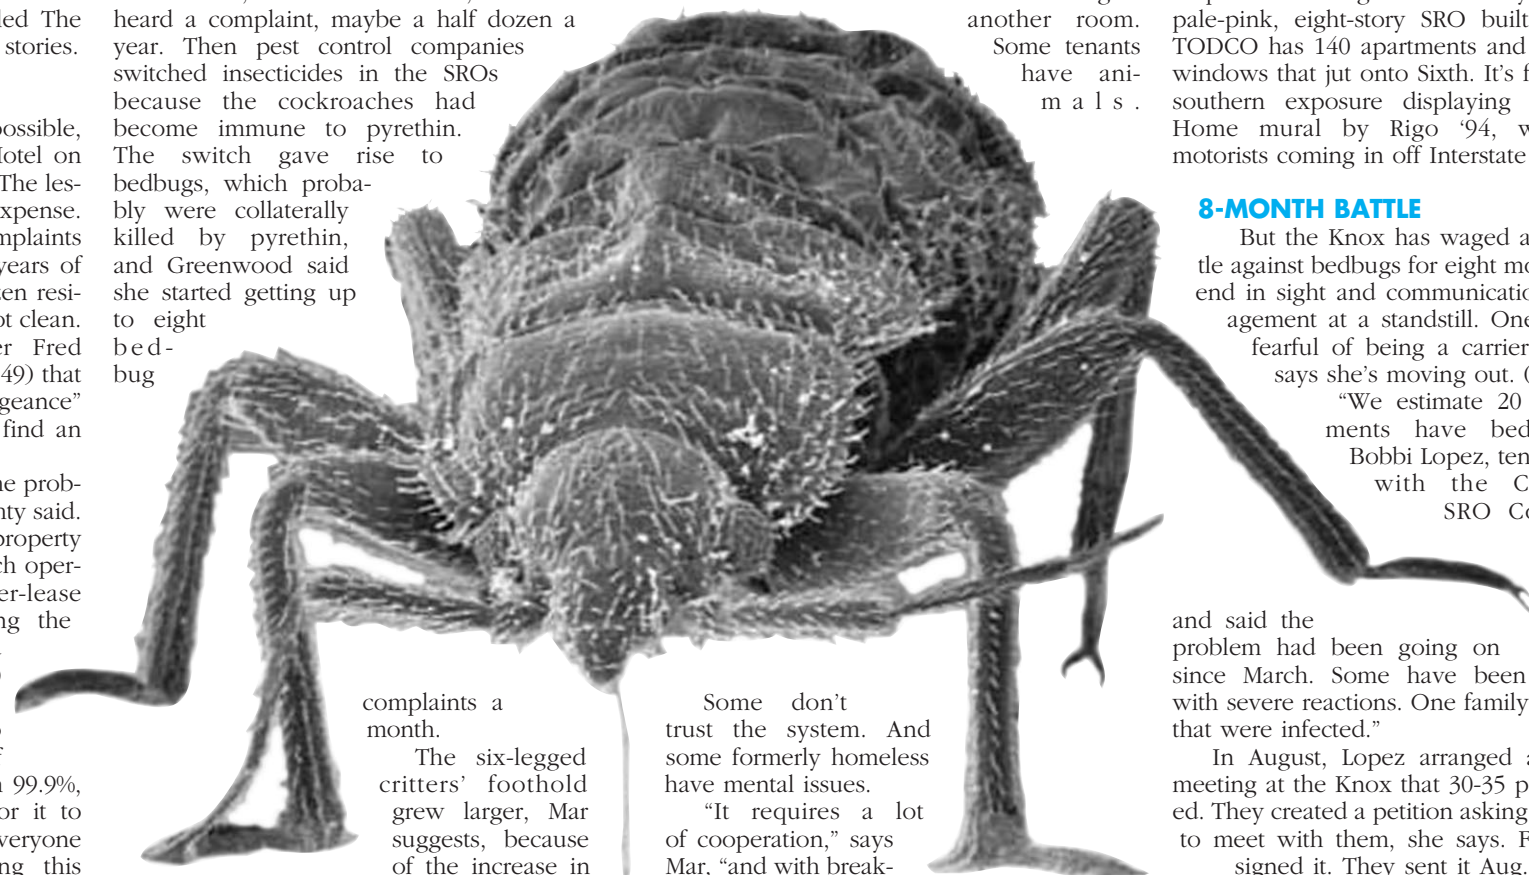 led The
stories.
possible,
Hotel on
The les-
xpense.
mplaints
years of
zen resi-
ot clean.
er Fred
49) that
geance”
find an
he prob-
nty said.
property
ch oper-
er-lease
ng the
99.9%,
or it to
everyone
ng this
heard a complaint, maybe a half dozen a
year. Then pest control companies
switched insecticides in the SROs
because the cockroaches had
become immune to pyrethin.
The switch gave rise to
bedbugs, which proba-
bly were collaterally
killed by pyrethin,
and Greenwood said
she started getting up
to eight
bed-
bug
complaints a
month.
The six-legged
critters’ foothold
grew larger, Mar
suggests, because
of the increase in
another room.
Some tenants
have ani-
mals.
Some don’t
trust the system. And
some formerly homeless
have mental issues.
“It requires a lot
of cooperation,” says
Mar, “and with break-
pale-pink, eight-story SRO built
TODCO has 140 apartments and
windows that jut onto Sixth. It’s f
southern exposure displaying
Home mural by Rigo ‘94, w
motorists coming in off Interstate
8-MONTH BATTLE
But the Knox has waged a
tle against bedbugs for eight mo
end in sight and communicatio
agement at a standstill. One
fearful of being a carrier
says she’s moving out.
“We estimate 20
ments have bed
Bobbi Lopez, ten
with the C
SRO Co
and said the
problem had been going on
since March. Some have been
with severe reactions. One family
that were infected.”
In August, Lopez arranged a
meeting at the Knox that 30-35 p
ed. They created a petition asking
to meet with them, she says. F
signed it. They sent it Aug.